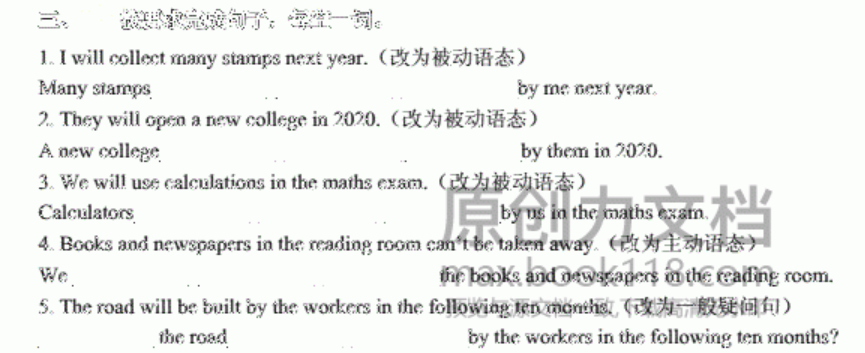 三、 按要求完成句子，每空一词。
1. I will collect many stamps next year.（改为被动语态）
Many stamps by me next year.
2. They will open a new college in 2020.（改为被动语态）
A new college by them in 2020.
3. We will use calculations in the maths exam.（改为被动语态）
Calculators by us in the maths exam.
4. Books and newspapers in the reading room can't be taken away.（改为主动语态）
We the books and newspapers in the reading room.
5. The road will be built by the workers in the following ten months.（改为一般疑问句）
the road by the workers in the following ten months?
原创力文档
max.book118.com